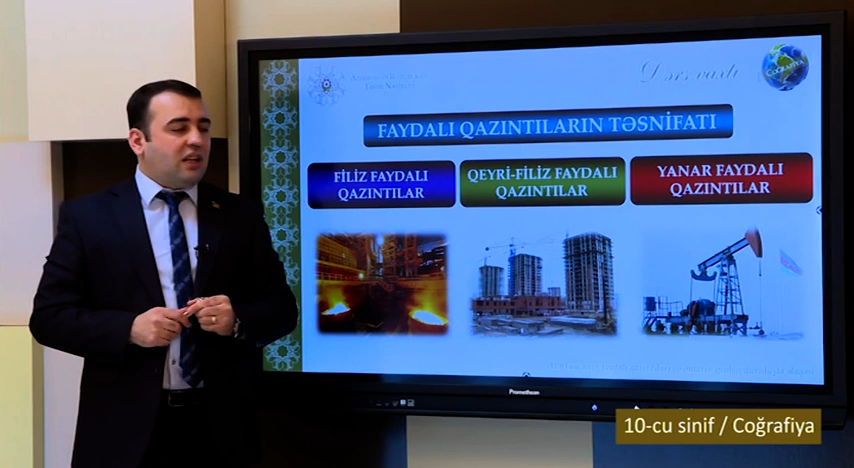 Dərs vaxtı
Coğrafiya
FAYDALI QAZINTILARIN TƏSNİFATI
FİLİZ FAYDALI
QAZINTILAR
QEYRİ-FİLİZ FAYDALI
QAZINTILAR
YANAR FAYDALI
QAZINTILAR
Promethean
10-cu sinif / Coğrafiya